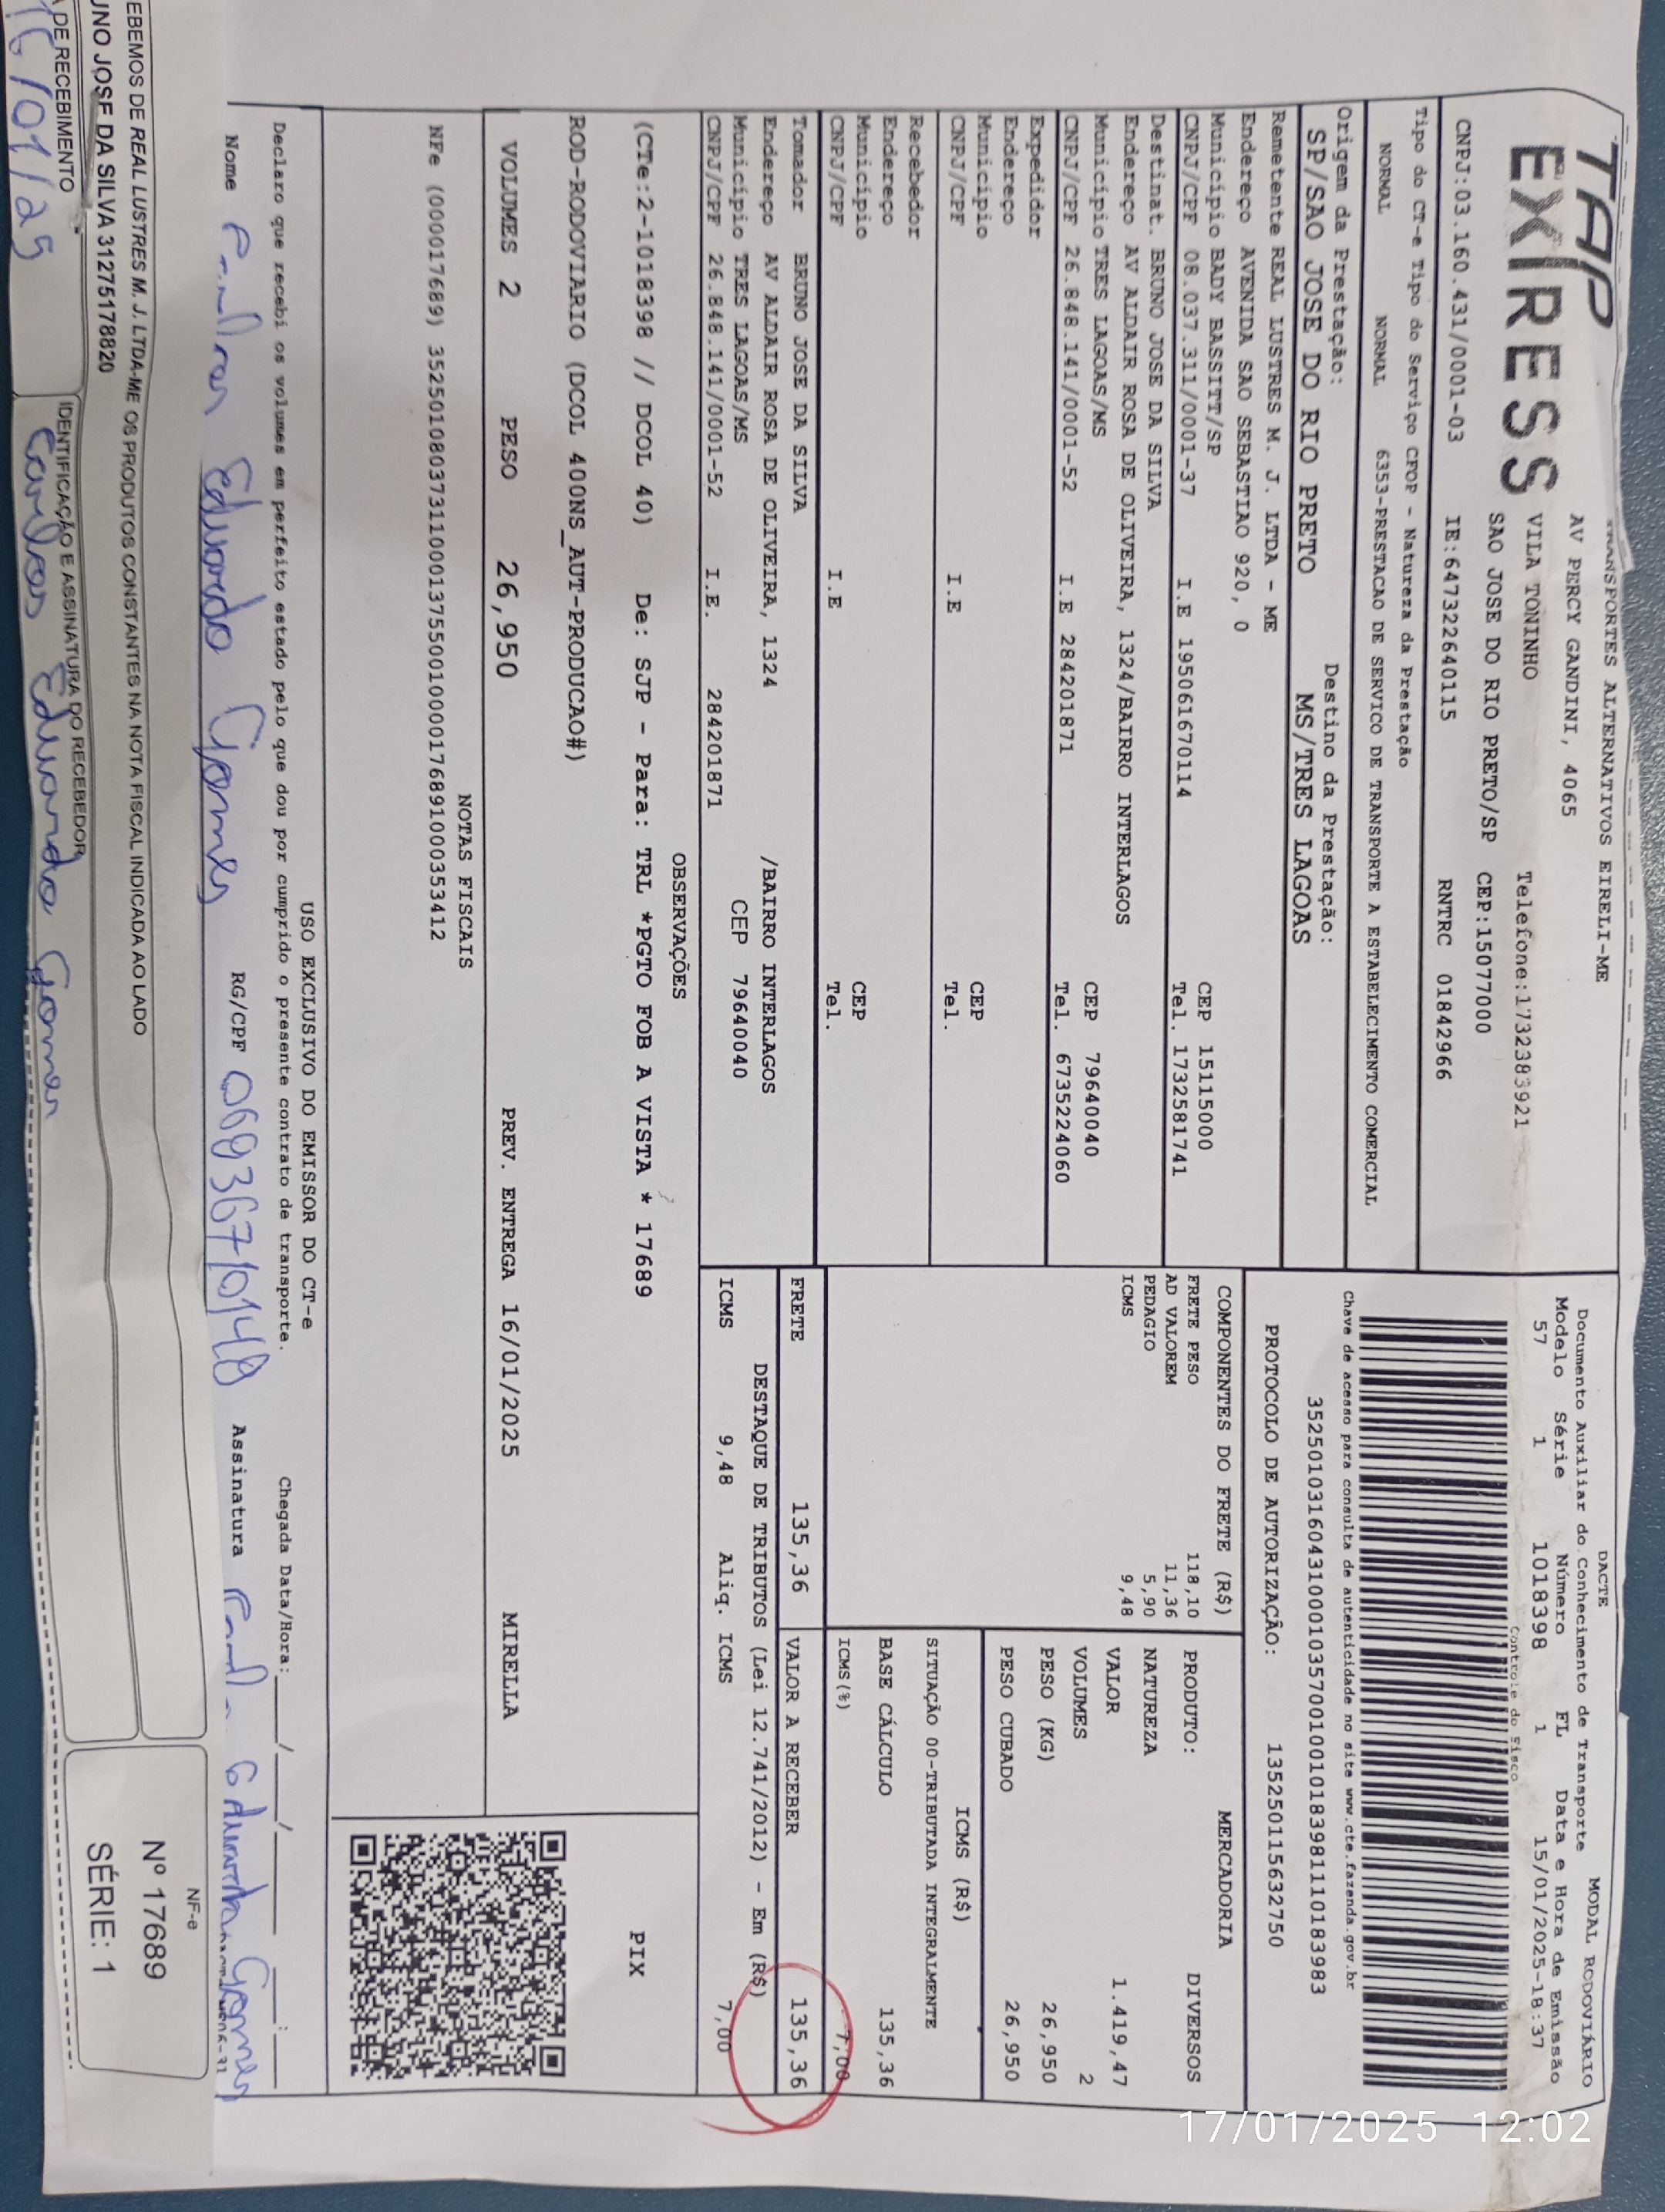 TAP
EX RESS
TRANSPORTES ALTERNATIVOS EIRELI-ME
AV PERCY GANDINI, 4065
VILA TONINHO Telefone:1732383921
SAO JOSE DO RIO PRETO/SP CEP:15077000
CNPJ:03.160.431/0001-03 IE:647322640115 RNTRC 01842966
Tipo do CT-e Tipo do Serviço CFOP - Natureza da Prestação
NORMAL NORMAL 6353-PRESTACAO DE SERVICO DE TRANSPORTE A ESTABELECIMENTO COMERCIAL
Origem da Prestação: Destino da Prestação:
SP/SAO JOSE DO RIO PRETO MS/TRES LAGOAS
DACTE MODAL RODOVIÁRIO
Documento Auxiliar do Conhecimento de Transporte
Modelo Série Número FL Data e Hora de Emissão
57 1 1018398 1 15/01/2025-18:37
Controle do Fisco
Chave de acesso para consulta de autenticidade no site www.cte.fazenda.gov.br
35250103160431000103570010010183981110183983
PROTOCOLO DE AUTORIZAÇÃO: 135250115632750
Remetente REAL LUSTRES M. J. LTDA - ME
Endereço AVENIDA SAO SEBASTIAO 920, 0
Município BADY BASSITT/SP CEP 15115000
CNPJ/CPF 08.037.311/0001-37 I.E 195061670114 Tel. 1732581741
Destinat. BRUNO JOSE DA SILVA
Endereço AV ALDAIR ROSA DE OLIVEIRA, 1324/BAIRRO INTERLAGOS
Município TRES LAGOAS/MS CEP 79640040
CNPJ/CPF 26.848.141/0001-52 I.E 284201871 Tel. 6735224060
Expedidor
Endereço
Município CEP
CNPJ/CPF I.E Tel.
Recebedor
Endereço
Município CEP
CNPJ/CPF I.E Tel.
Tomador BRUNO JOSE DA SILVA
Endereço AV ALDAIR ROSA DE OLIVEIRA, 1324 /BAIRRO INTERLAGOS
Município TRES LAGOAS/MS CEP 79640040
CNPJ/CPF 26.848.141/0001-52 I.E. 284201871
COMPONENTES DO FRETE (R$)
FRETE PESO 118,10
AD VALOREM 11,36
PEDAGIO 5,90
ICMS 9,48
MERCADORIA
PRODUTO: DIVERSOS
NATUREZA
VALOR 1.419,47
VOLUMES 2
PESO (KG) 26,950
PESO CUBADO 26,950
ICMS (R$)
SITUAÇÃO 00-TRIBUTADA INTEGRALMENTE
BASE CÁLCULO 135,36
ICMS(%) 7,00
FRETE 135,36 VALOR A RECEBER 135,36
DESTAQUE DE TRIBUTOS (Lei 12.741/2012) - Em (R$)
ICMS 9,48 Aliq. ICMS 7,00
OBSERVAÇÕES
(CTe:2-1018398 // DCOL 40) De: SJP - Para: TRL *PGTO FOB A VISTA * 17689
ROD-RODOVIARIO (DCOL 400NS_AUT-PRODUCAO#)
PIX
VOLUMES 2 PESO 26,950 PREV. ENTREGA 16/01/2025 MIRELLA
NOTAS FISCAIS
NFe (000017689) 35250108037311000137550010000176891000353412
USO EXCLUSIVO DO EMISSOR DO CT-e
Declaro que recebi os volumes em perfeito estado pelo que dou por cumprido o presente contrato de transporte. Chegada Data/Hora:____/____/____ ____:____
Nome Eduardo Gomes RG/CPF Assinatura Gomes
EBEMOS DE REAL LUSTRES M. J. LTDA-ME OS PRODUTOS CONSTANTES NA NOTA FISCAL INDICADA AO LADO
UNO JOSE DA SILVA 31275178820
A DE RECEBIMENTO IDENTIFICAÇÃO E ASSINATURA DO RECEBEDOR
16/01/25 Carlos Eduardo Gomes
NF-e
Nº 17689
SÉRIE: 1
17/01/2025 12:02